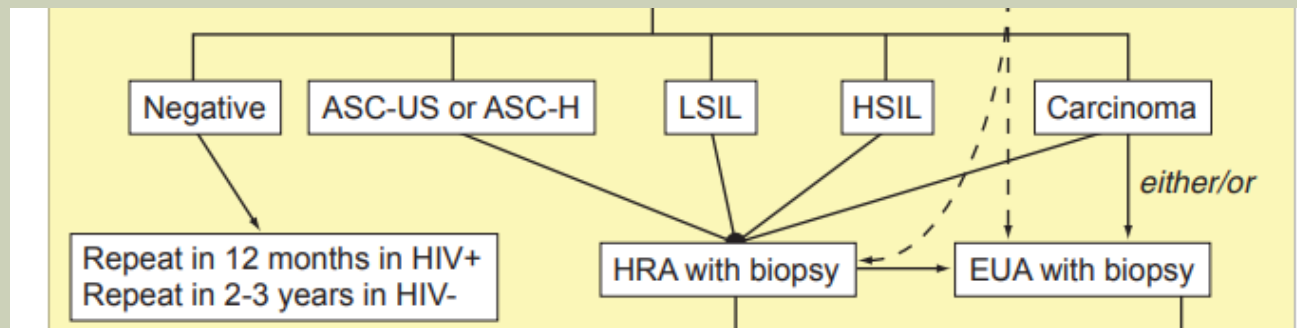 Negative
ASC-US or ASC-H
LSIL
HSIL
Carcinoma
either/or
Repeat in 12 months in HIV+
Repeat in 2-3 years in HIV-
HRA with biopsy
EUA with biopsy